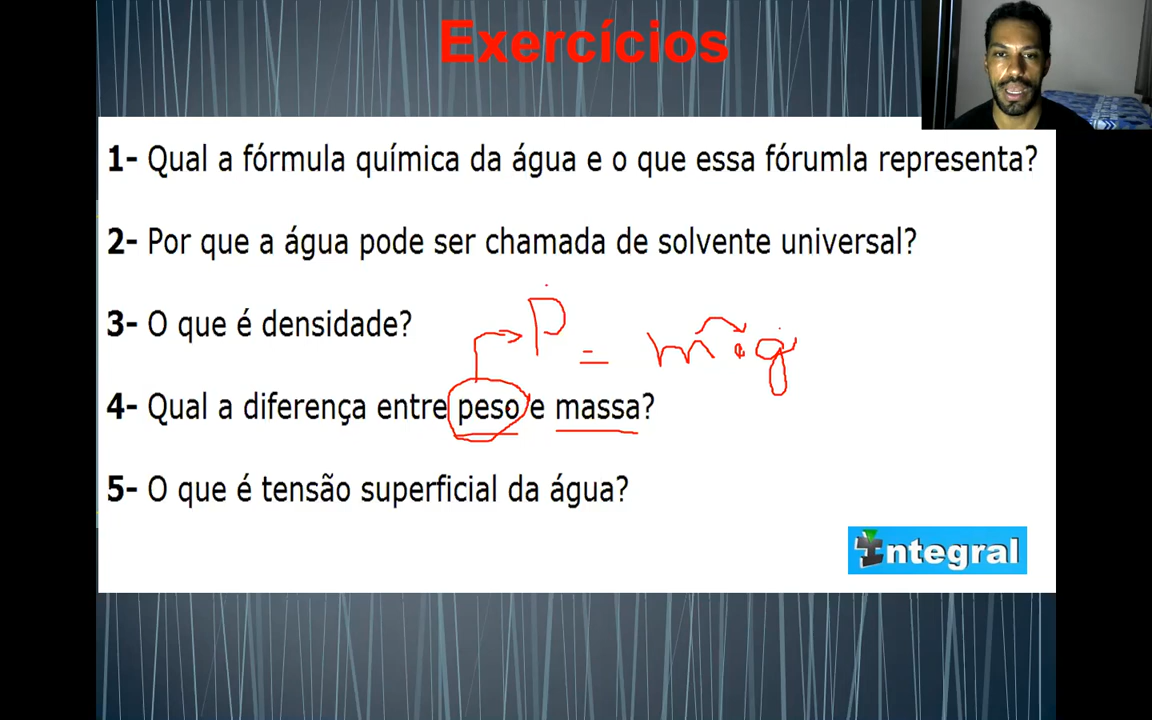 Exercícios
1- Qual a fórmula química da água e o que essa fórumla representa?
2- Por que a água pode ser chamada de solvente universal?
3- O que é densidade?
P = m • g
4- Qual a diferença entre peso e massa?
5- O que é tensão superficial da água?
Integral